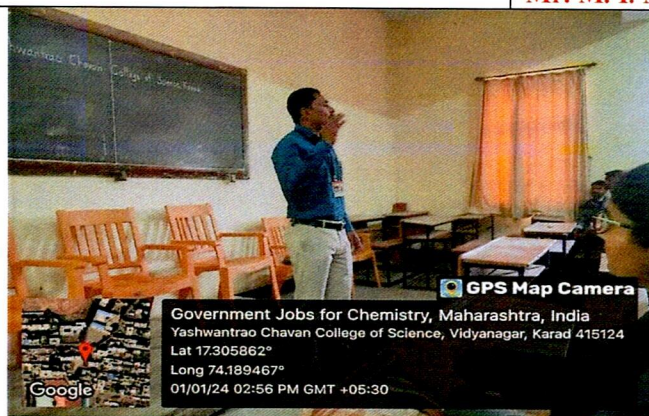 Yashwantrao Chavan College of Science, Karad
GPS Map Camera
Government Jobs for Chemistry, Maharashtra, India
Yashwantrao Chavan College of Science, Vidyanagar, Karad 415124
Lat 17.305862°
Long 74.189467°
01/01/24 02:56 PM GMT +05:30
Google